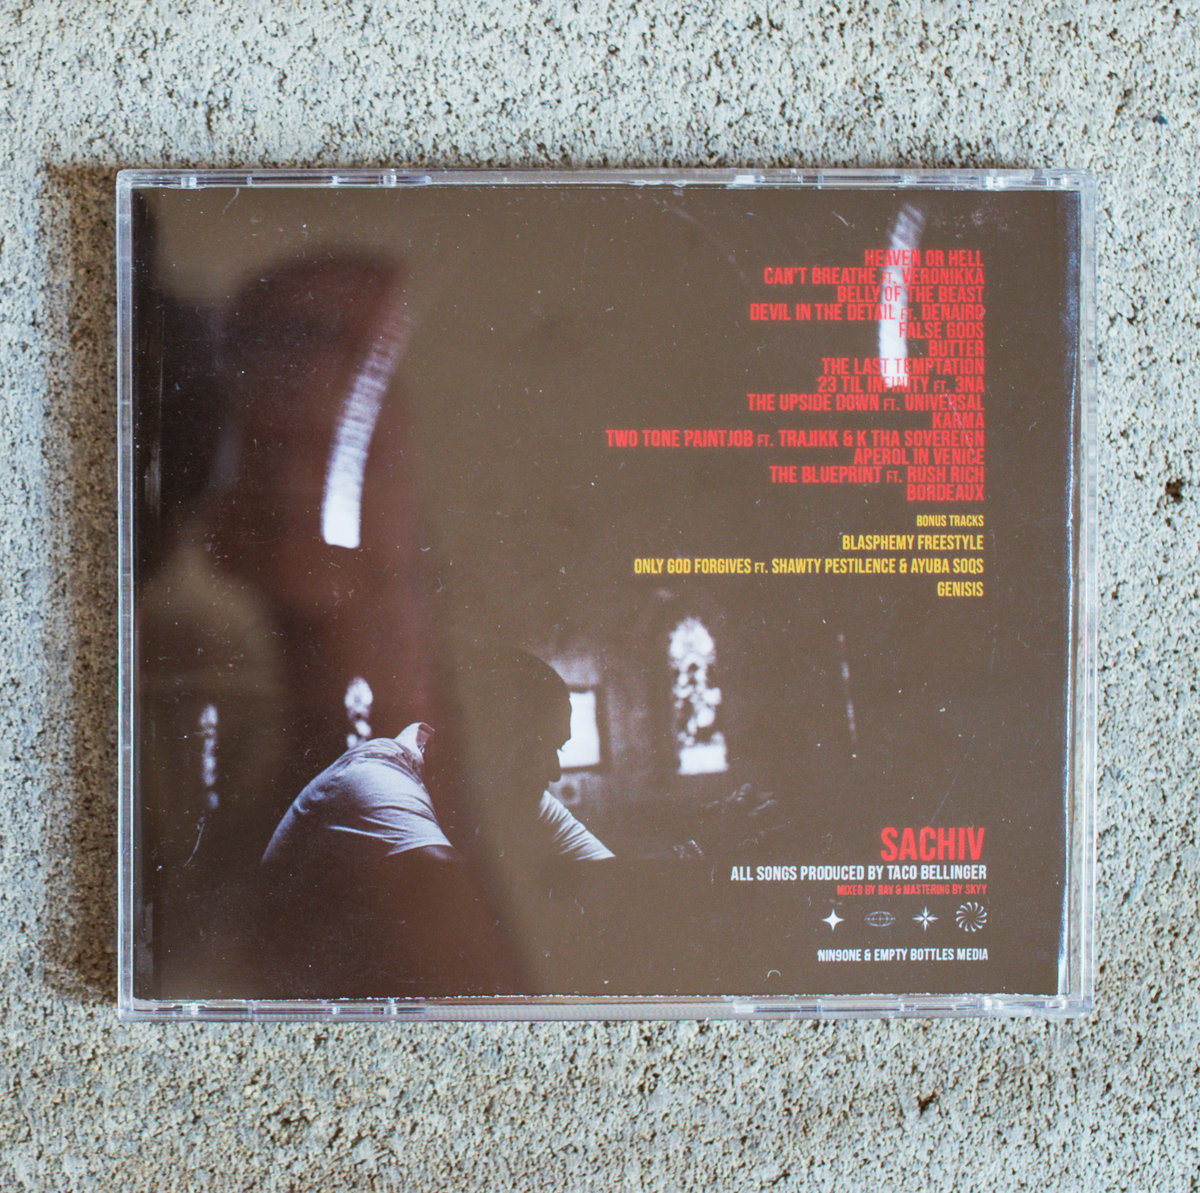 HEAVEN OR HELL
CAN'T BREATHE FT. VERONIKKA
BELLY OF THE BEAST
DEVIL IN THE DETAIL FT. DENAIRO
FALSE GODS
BUTTER
THE LAST TEMPTATION
23 TIL INFINITY FT. 3NA
THE UPSIDE DOWN FT. UNIVERSAL
KARMA
TWO TONE PAINTJOB FT. TRAJIKK & K THA SOVEREIGN
APEROL IN VENICE
THE BLUEPRINT FT. RUSH RICH
BORDEAUX
BONUS TRACKS
BLASPHEMY FREESTYLE
ONLY GOD FORGIVES FT. SHAWTY PESTILENCE & AYUBA SOQS
GENISIS
SACHIV
ALL SONGS PRODUCED BY TACO BELLINGER
MIXED BY RAV & MASTERING BY SKYY
NIN9ONE & EMPTY BOTTLES MEDIA